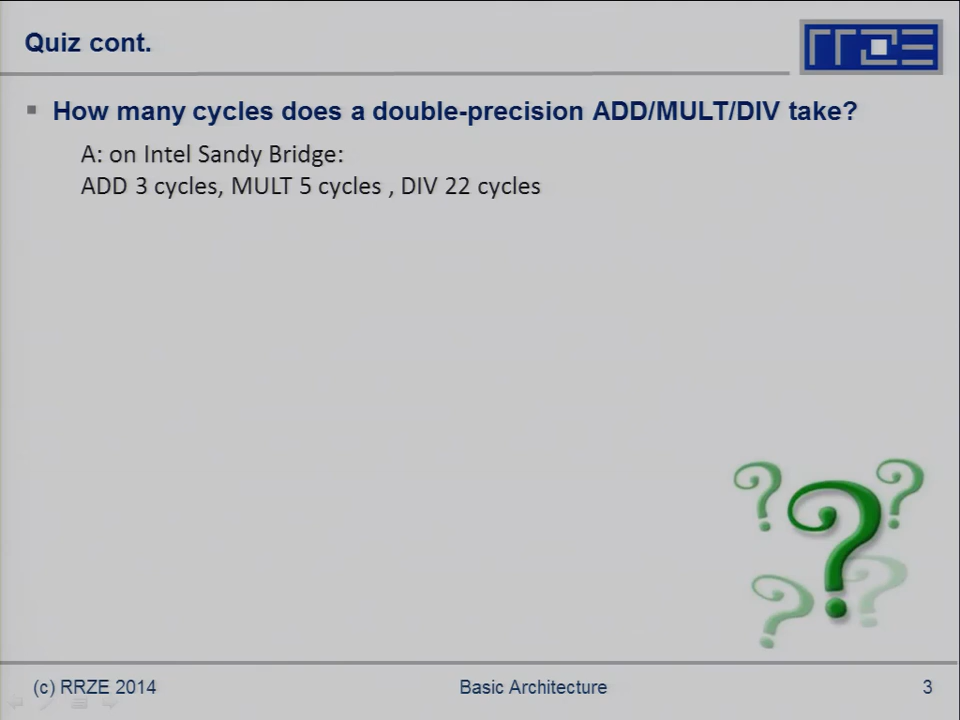 Quiz cont.
RRZE
How many cycles does a double-precision ADD/MULT/DIV take?
A: on Intel Sandy Bridge:
ADD 3 cycles, MULT 5 cycles , DIV 22 cycles
? ? ? ? ?
(c) RRZE 2014 Basic Architecture 3